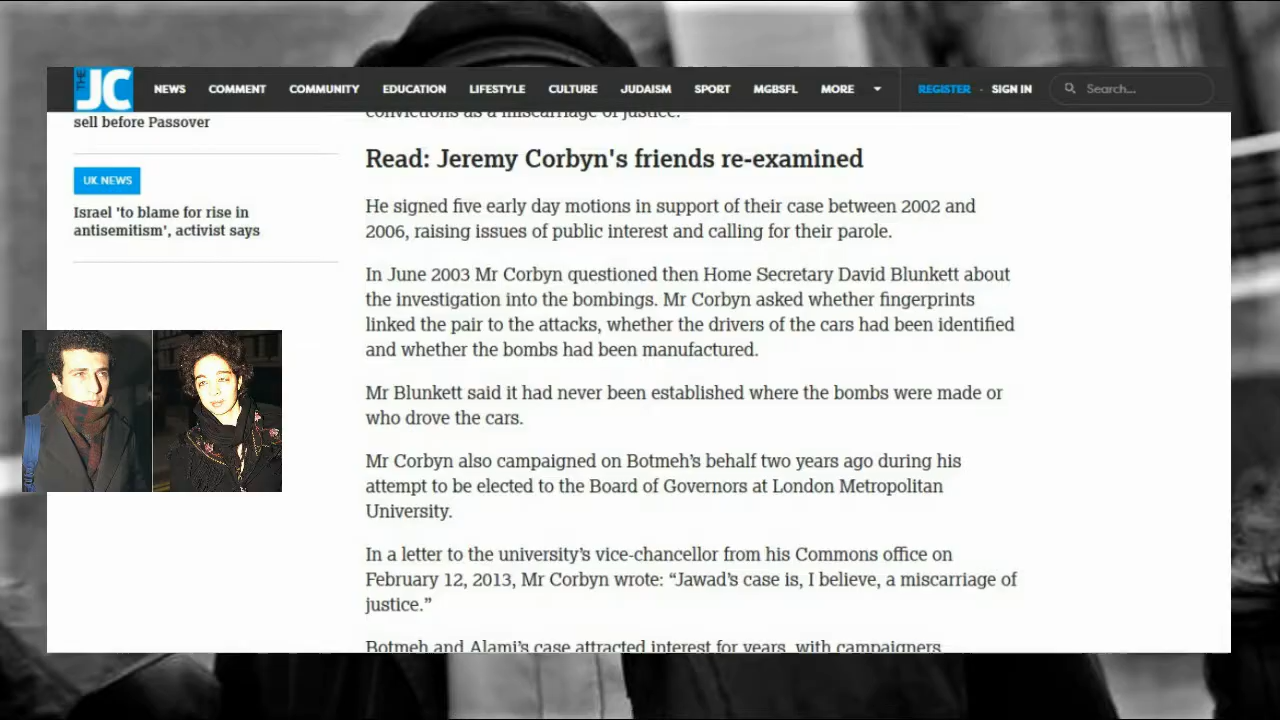 THE JC NEWS COMMENT COMMUNITY EDUCATION LIFESTYLE CULTURE JUDAISM SPORT MGBSFL MORE REGISTER - SIGN IN Search...
sell before Passover
UK NEWS
Israel 'to blame for rise in
antisemitism', activist says
convictions as a miscarriage of justice.
Read: Jeremy Corbyn's friends re-examined
He signed five early day motions in support of their case between 2002 and
2006, raising issues of public interest and calling for their parole.
In June 2003 Mr Corbyn questioned then Home Secretary David Blunkett about
the investigation into the bombings. Mr Corbyn asked whether fingerprints
linked the pair to the attacks, whether the drivers of the cars had been identified
and whether the bombs had been manufactured.
Mr Blunkett said it had never been established where the bombs were made or
who drove the cars.
Mr Corbyn also campaigned on Botmeh’s behalf two years ago during his
attempt to be elected to the Board of Governors at London Metropolitan
University.
In a letter to the university’s vice-chancellor from his Commons office on
February 12, 2013, Mr Corbyn wrote: “Jawad’s case is, I believe, a miscarriage of
justice.”
Botmeh and Alami’s case attracted interest for years, with campaigners